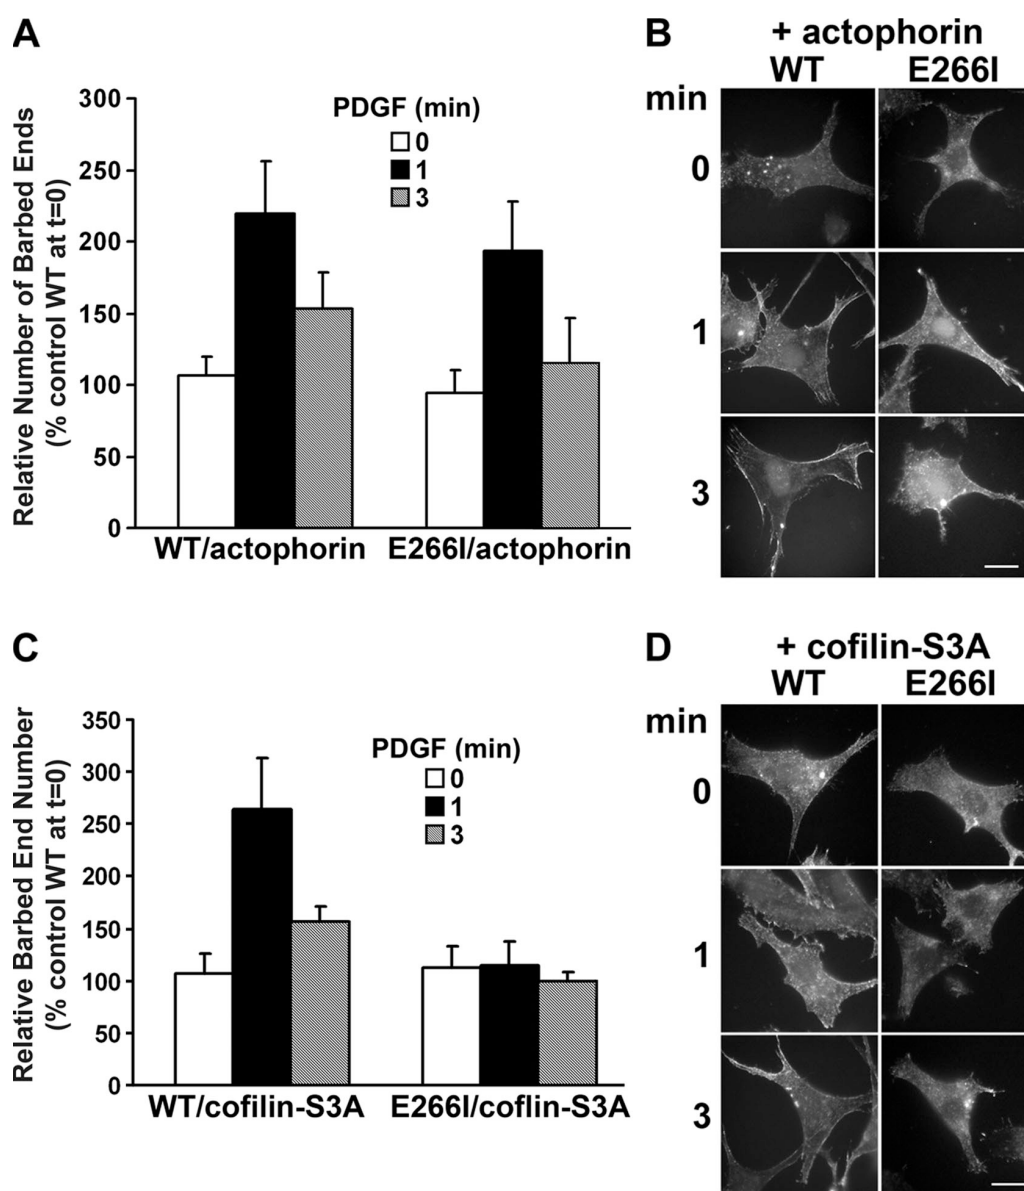 A
Relative Number of Barbed Ends
(% control WT at t=0)
300
250
200
150
100
50
0
PDGF (min)
0
1
3
WT/actophorin
E266I/actophorin
B
+ actophorin
WT
E266I
min
0
1
3
C
Relative Barbed End Number
(% control WT at t=0)
350
300
250
200
150
100
50
0
PDGF (min)
0
1
3
WT/cofilin-S3A
E266I/coflin-S3A
D
+ cofilin-S3A
WT
E266I
min
0
1
3